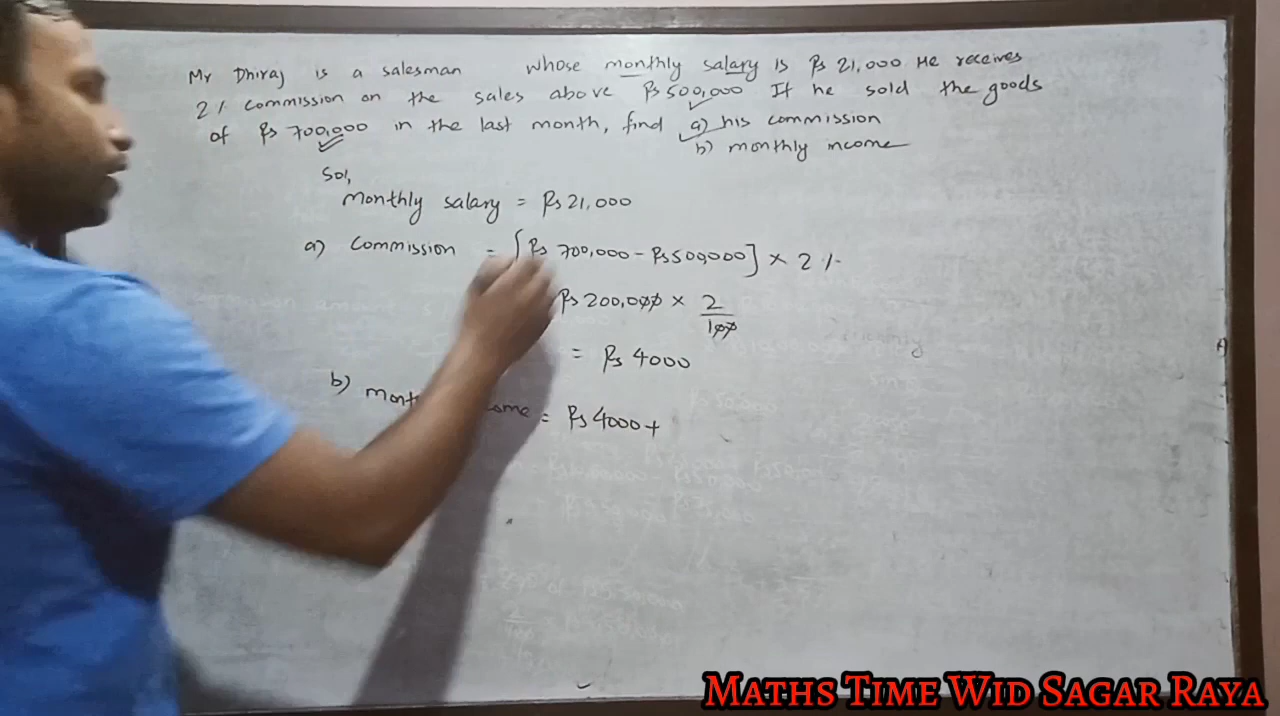 Mr Dhiraj is a salesman whose monthly salary is Rs 21,000 He receives
2% Commission on the sales above Rs 500,000 If he sold the goods
of Rs 700,000 in the last month, find a) his commission
b) monthly income
Sol,
Monthly salary = Rs 21,000
a) Commission = [Rs 700,000 - Rs 500,000] × 2%
Rs 200,000 × 2/100
= Rs 4000
b) = Rs 4000 +
MATHS TIME WID SAGAR RAYA